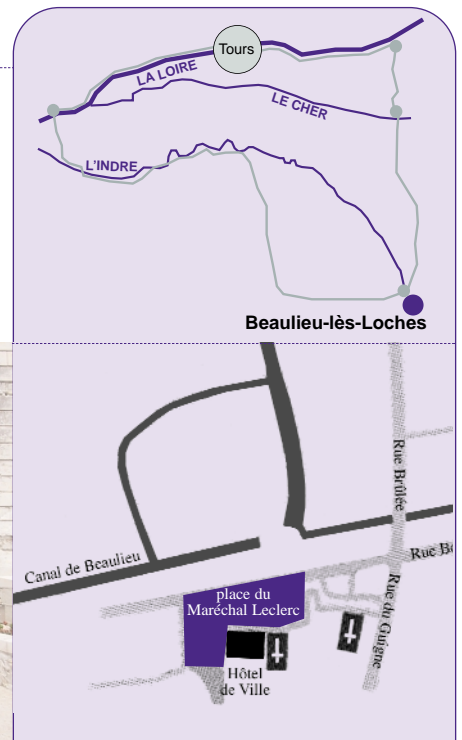 Tours
LA LOIRE
LE CHER
L'INDRE
Beaulieu-lès-Loches
Rue Brûlée
Canal de Beaulieu
Rue
place du
Maréchal Leclerc
Rue du Guigne
Hôtel
de Ville